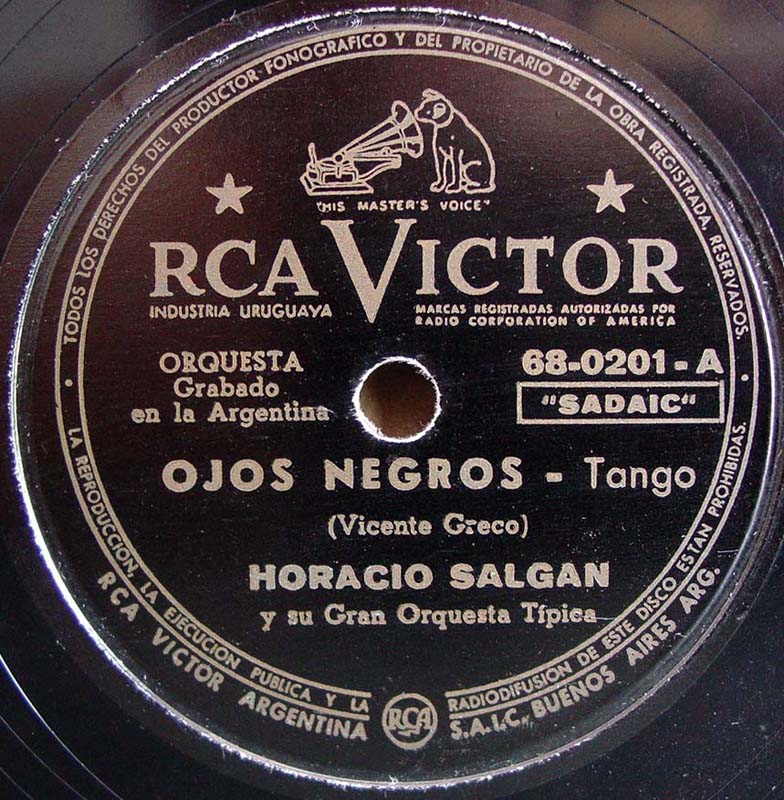 TODOS LOS DERECHOS DEL PRODUCTOR FONOGRAFICO Y DEL PROPIETARIO DE LA OBRA REGISTRADA, RESERVADOS.
"HIS MASTER'S VOICE"
RCA VICTOR
INDUSTRIA URUGUAYA
MARCAS REGISTRADAS AUTORIZADAS POR
RADIO CORPORATION OF AMERICA
ORQUESTA
Grabado
en la Argentina
68-0201-A
"SADAIC"
OJOS NEGROS - Tango
(Vicente Greco)
HORACIO SALGAN
y su Gran Orquesta Típica
LA REPRODUCCION, LA EJECUCION PUBLICA Y LA RADIODIFUSION DE ESTE DISCO ESTAN PROHIBIDAS.
RCA VICTOR ARGENTINA S.A.I.C., BUENOS AIRES ARG.
RCA